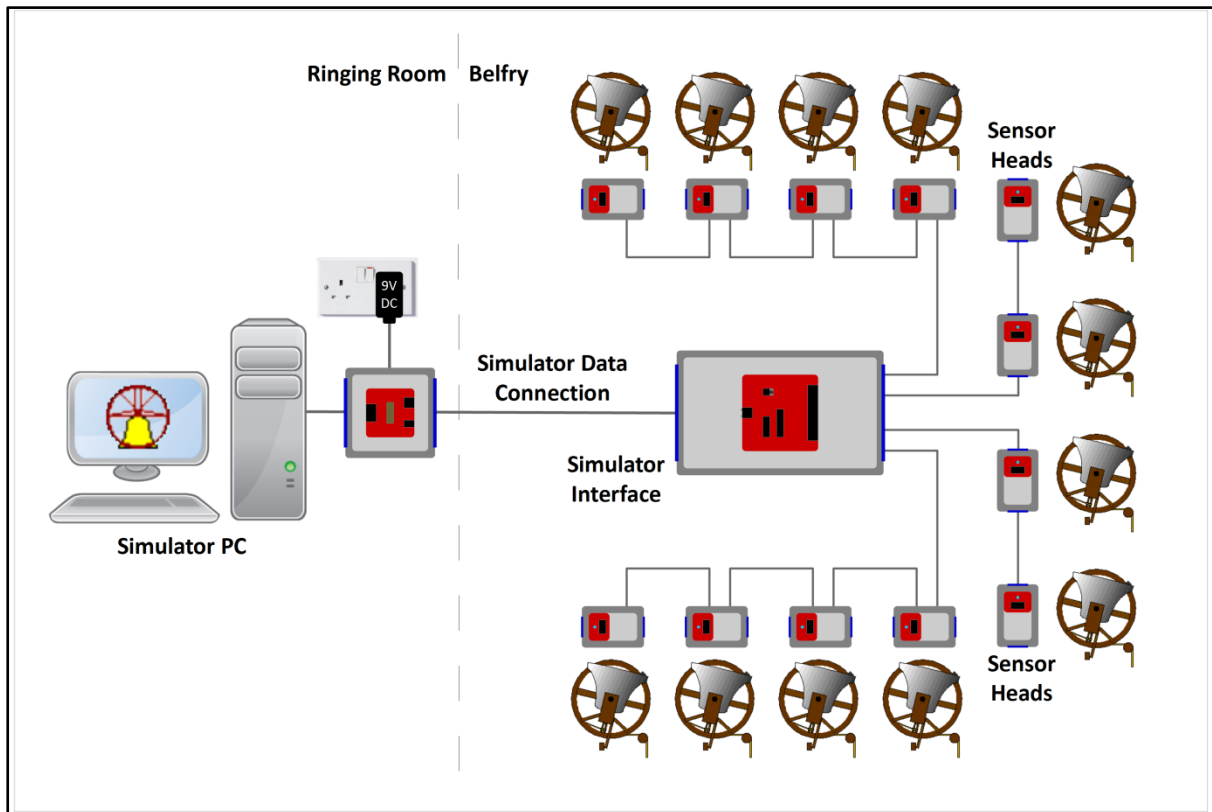 Ringing Room
Belfry
Sensor
Heads
9V
DC
Simulator Data
Connection
Simulator
Interface
Simulator PC
Sensor
Heads